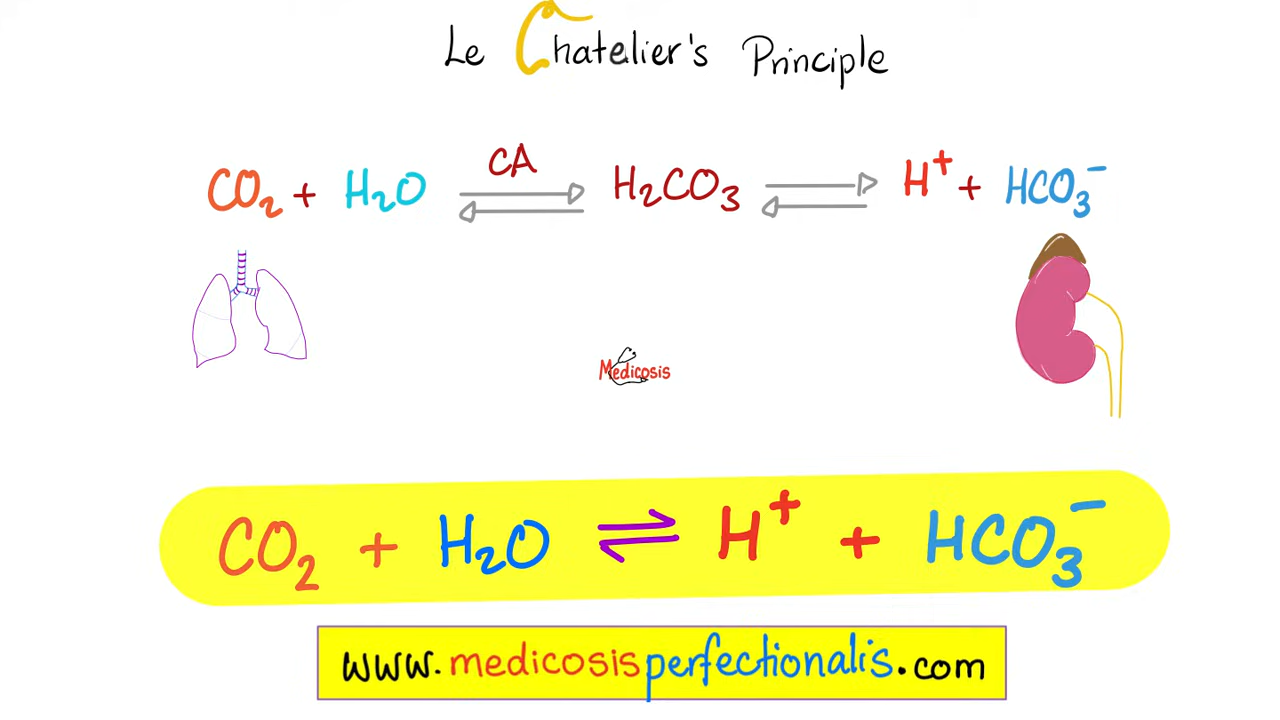 Le Chatelier's Principle
CA
CO₂ + H₂O ⇌ H₂CO₃ ⇌ H⁺ + HCO₃⁻
Medicosis
CO₂ + H₂O ⇌ H⁺ + HCO₃⁻
www.medicosisperfectionalis.com